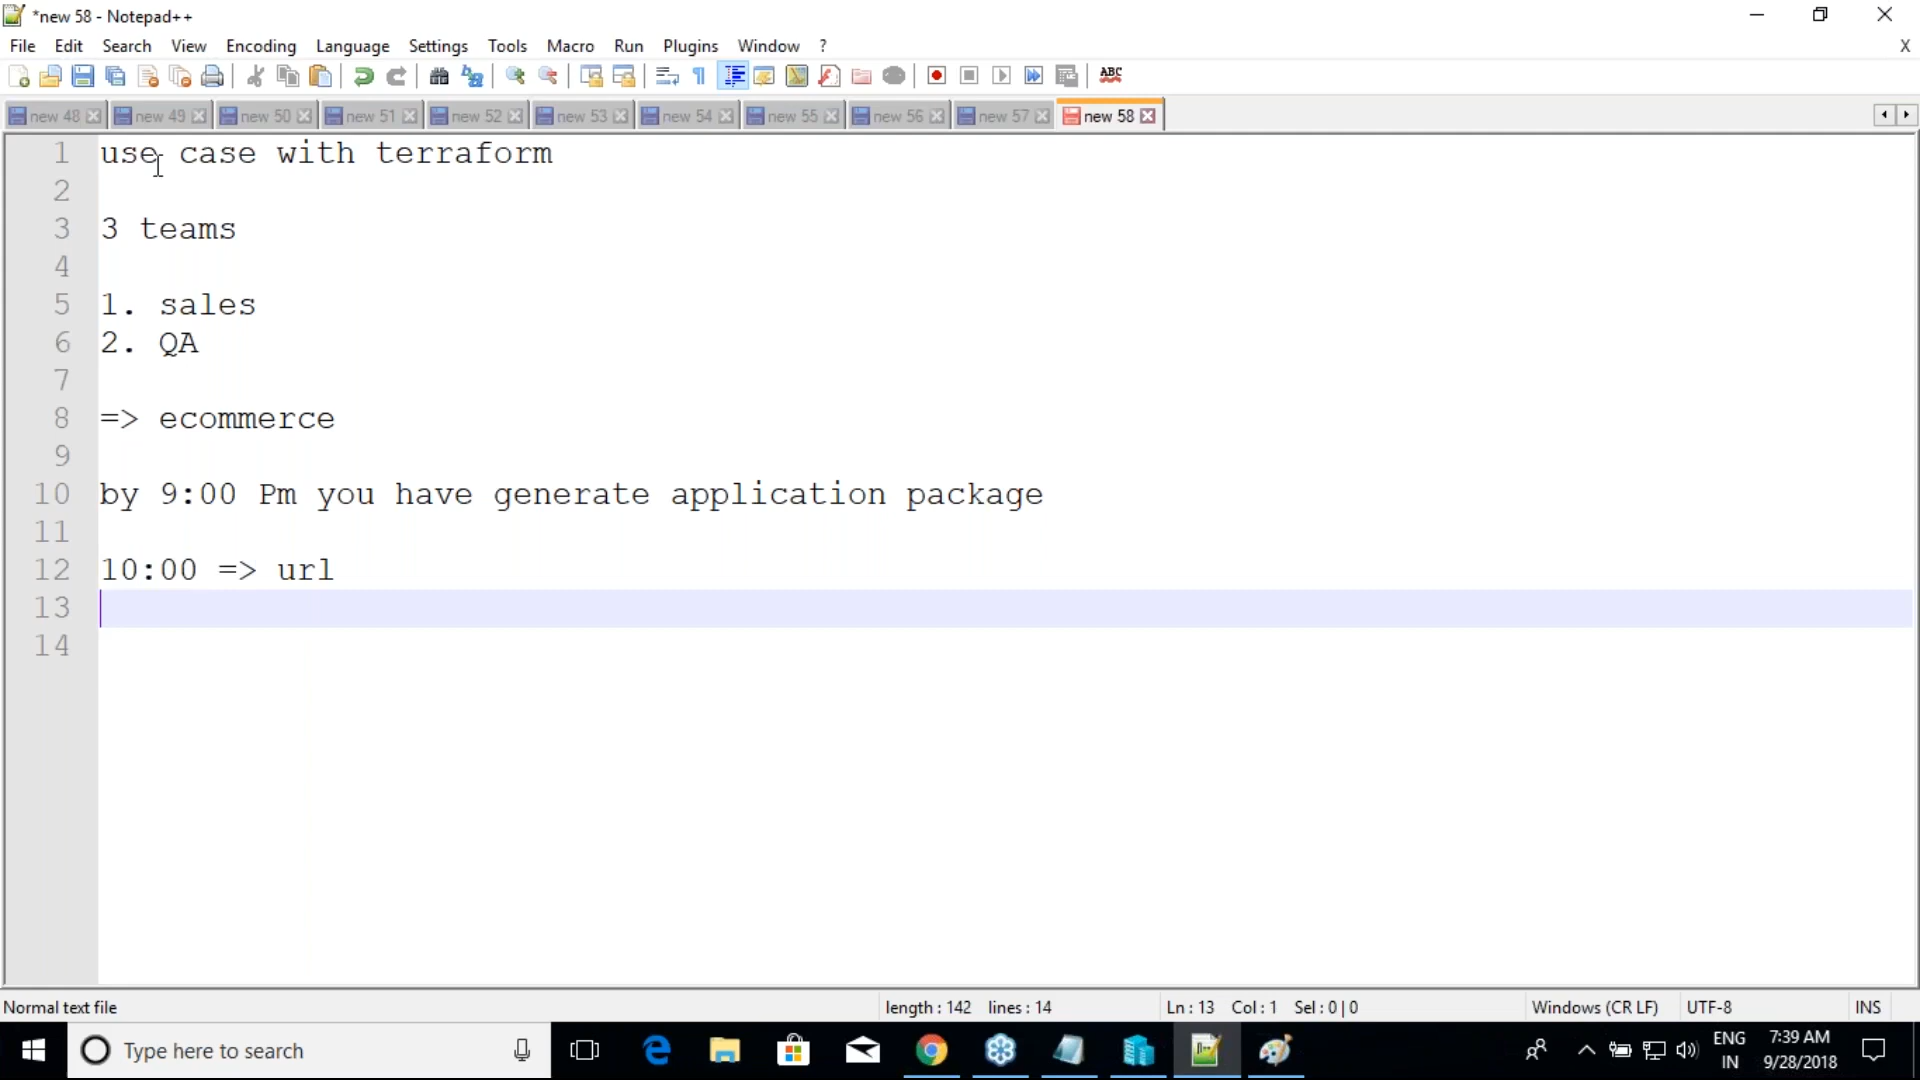 *new 58 - Notepad++
File Edit Search View Encoding Language Settings Tools Macro Run Plugins Window ? X
ABC
new 48 new 49 new 50 new 51 new 52 new 53 new 54 new 55 new 56 new 57 new 58
1 use case with terraform
2
3 3 teams
4
5 1. sales
6 2. QA
7
8 => ecommerce
9
10 by 9:00 Pm you have generate application package
11
12 10:00 => url
13
14
Normal text file length : 142 lines : 14 Ln : 13 Col : 1 Sel : 0 | 0 Windows (CR LF) UTF-8 INS
Type here to search
ENG 7:39 AM
IN 9/28/2018